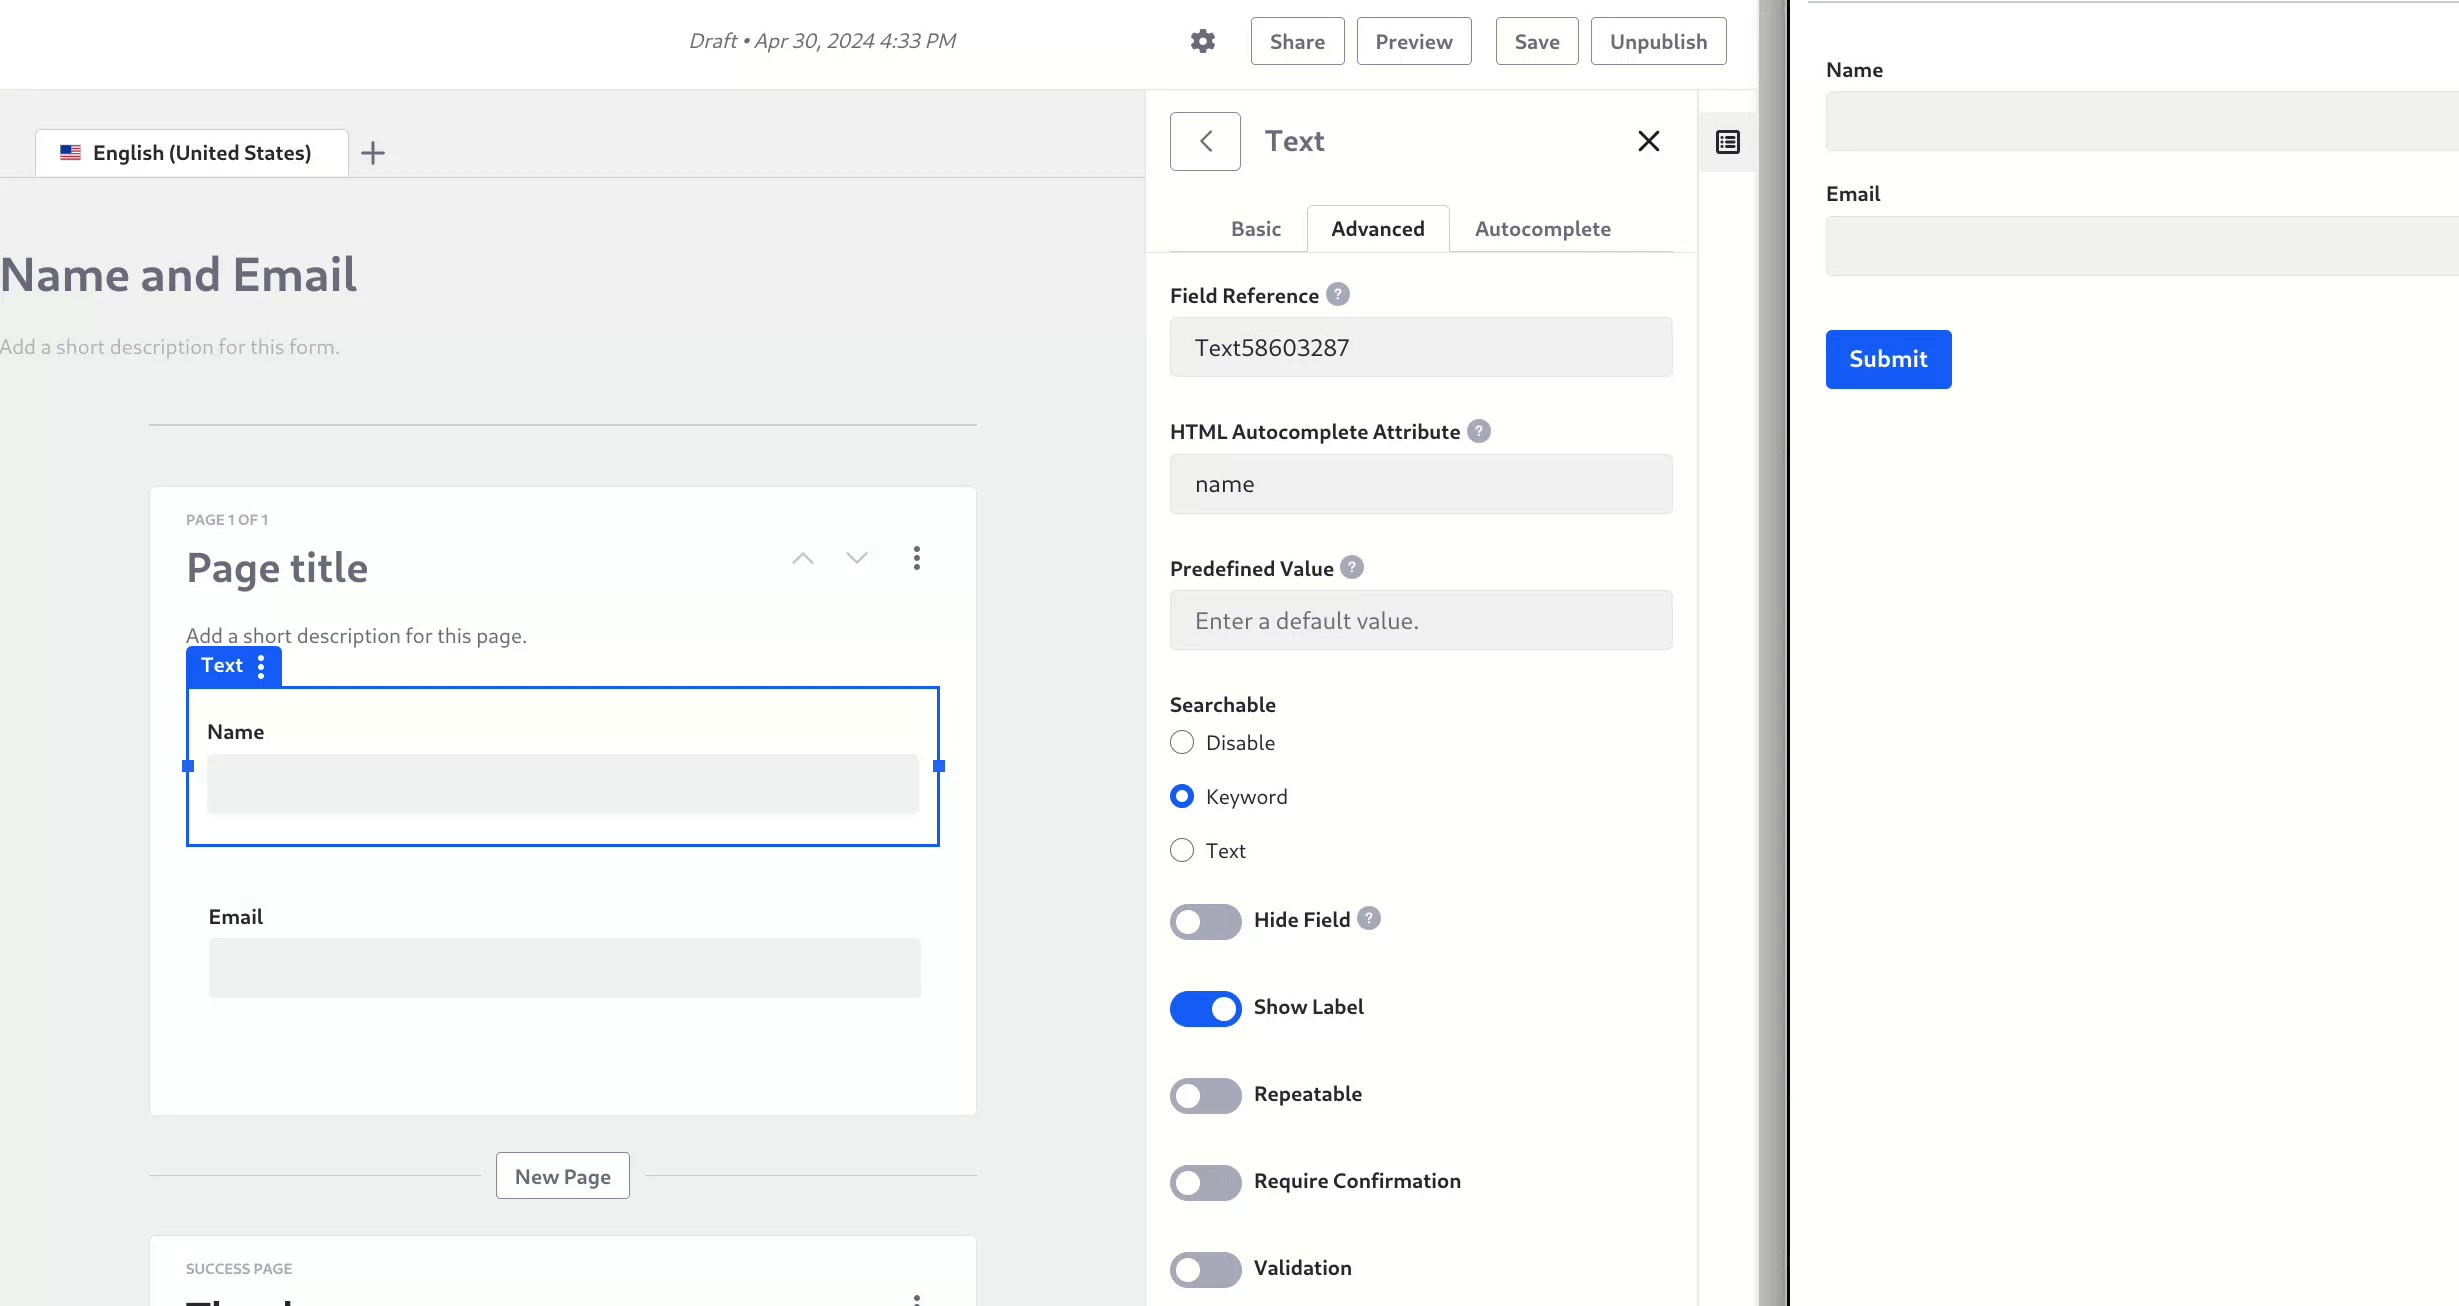 Draft • Apr 30, 2024 4:33 PM
Share
Preview
Save
Unpublish
English (United States)
Name and Email
Add a short description for this form.
PAGE 1 OF 1
Page title
Add a short description for this page.
Text
Name
Email
New Page
SUCCESS PAGE
Text
Basic
Advanced
Autocomplete
Field Reference ?
Text58603287
HTML Autocomplete Attribute ?
name
Predefined Value ?
Enter a default value.
Searchable
Disable
Keyword
Text
Hide Field ?
Show Label
Repeatable
Require Confirmation
Validation
Name
Email
Submit